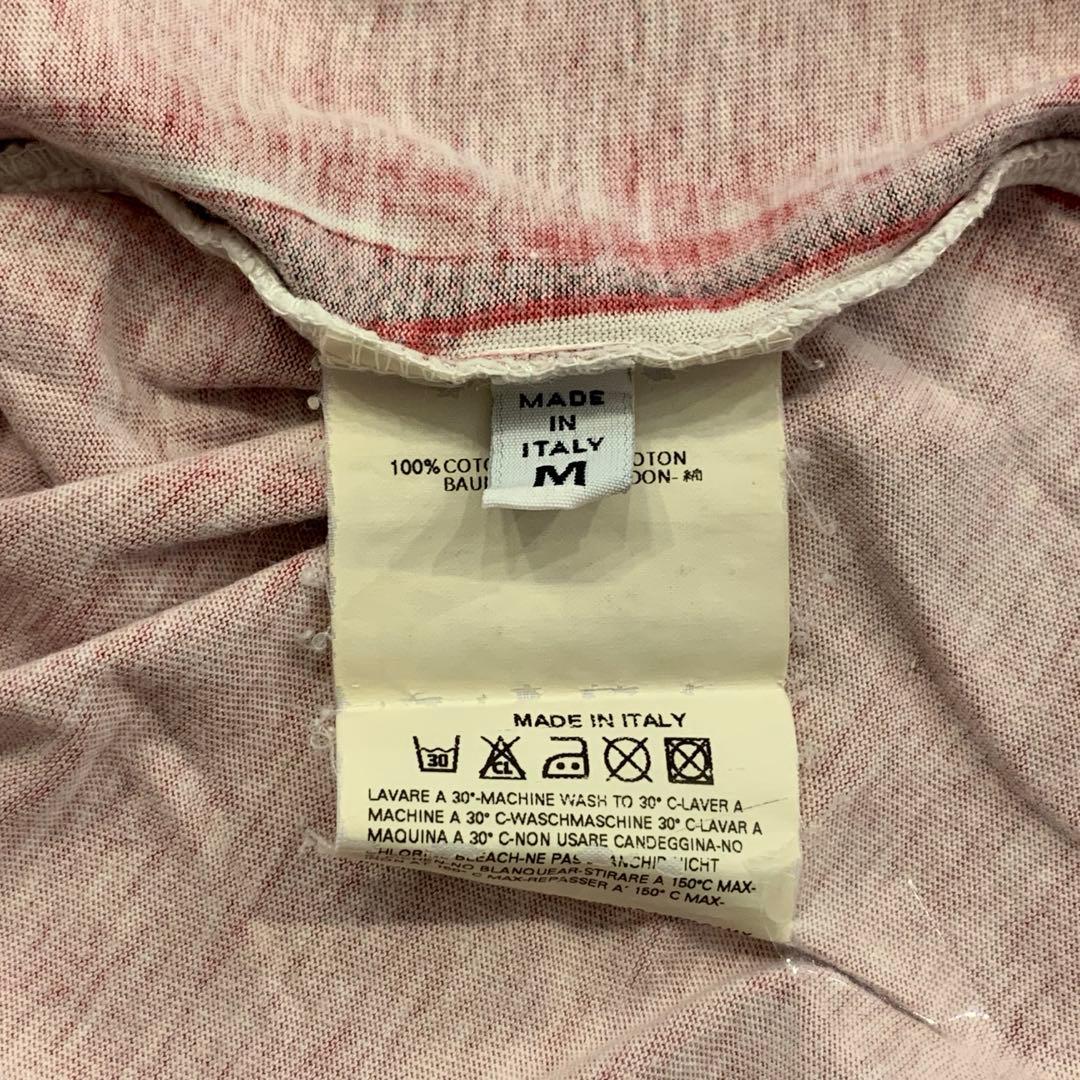 MADE
IN
ITALY
M
100% COTO OTON
BAU DON-綿
MADE IN ITALY
30 CL
LAVARE A 30°-MACHINE WASH TO 30° C-LAVER A
MACHINE A 30° C-WASCHMASCHINE 30° C-LAVAR A
MAQUINA A 30° C-NON USARE CANDEGGINA-NO
BLEACH-NE PAS
BLANQUEAR-STIRARE A 150°C MAX-
MAX-REPASSER A' 150° C MAX-